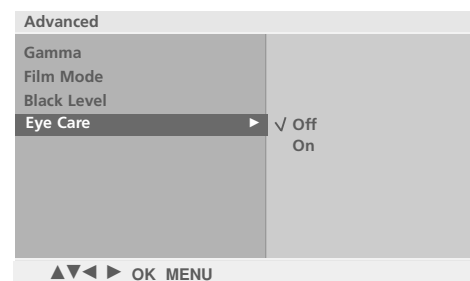 Advanced
Gamma
Film Mode
Black Level
Eye Care ▶ √ Off
On
▲▼◀ ▶ OK MENU